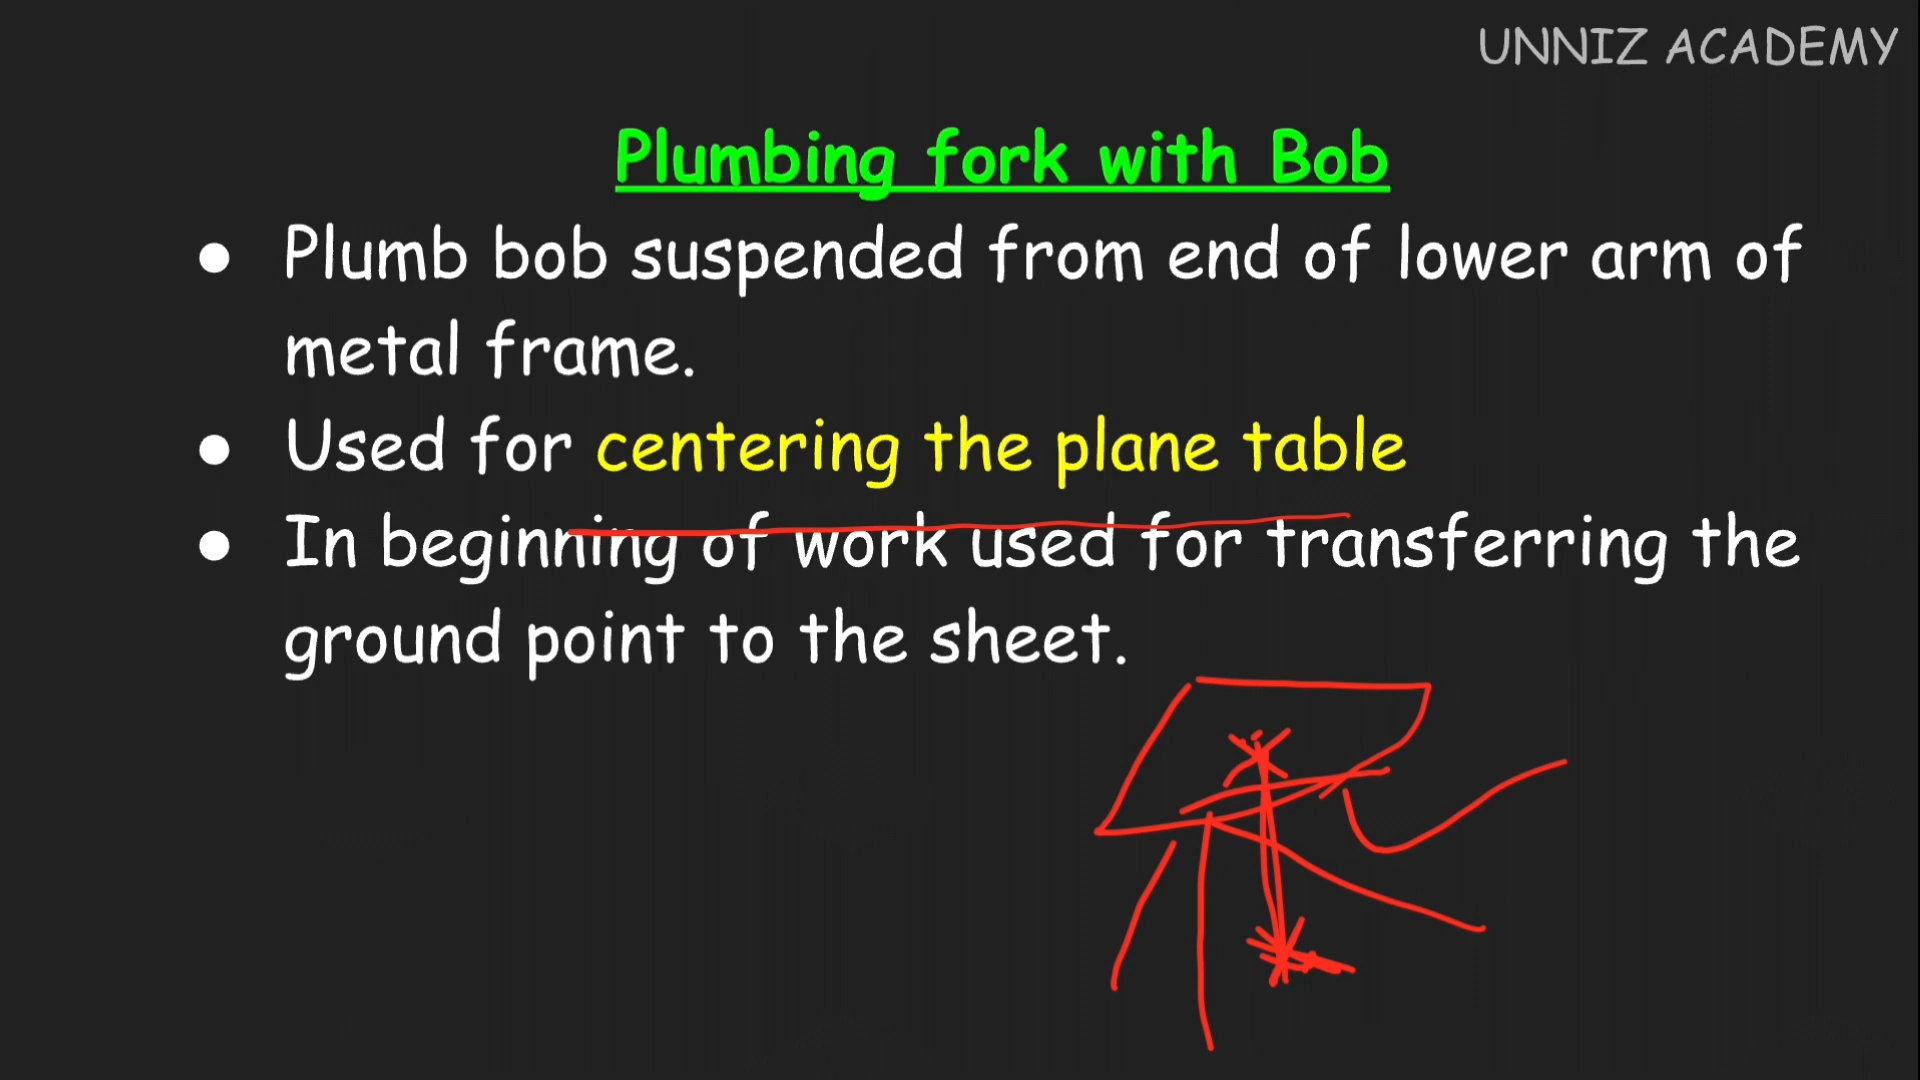 UNNIZ ACADEMY
Plumbing fork with Bob
● Plumb bob suspended from end of lower arm of
metal frame.
● Used for centering the plane table
● In beginning of work used for transferring the
ground point to the sheet.